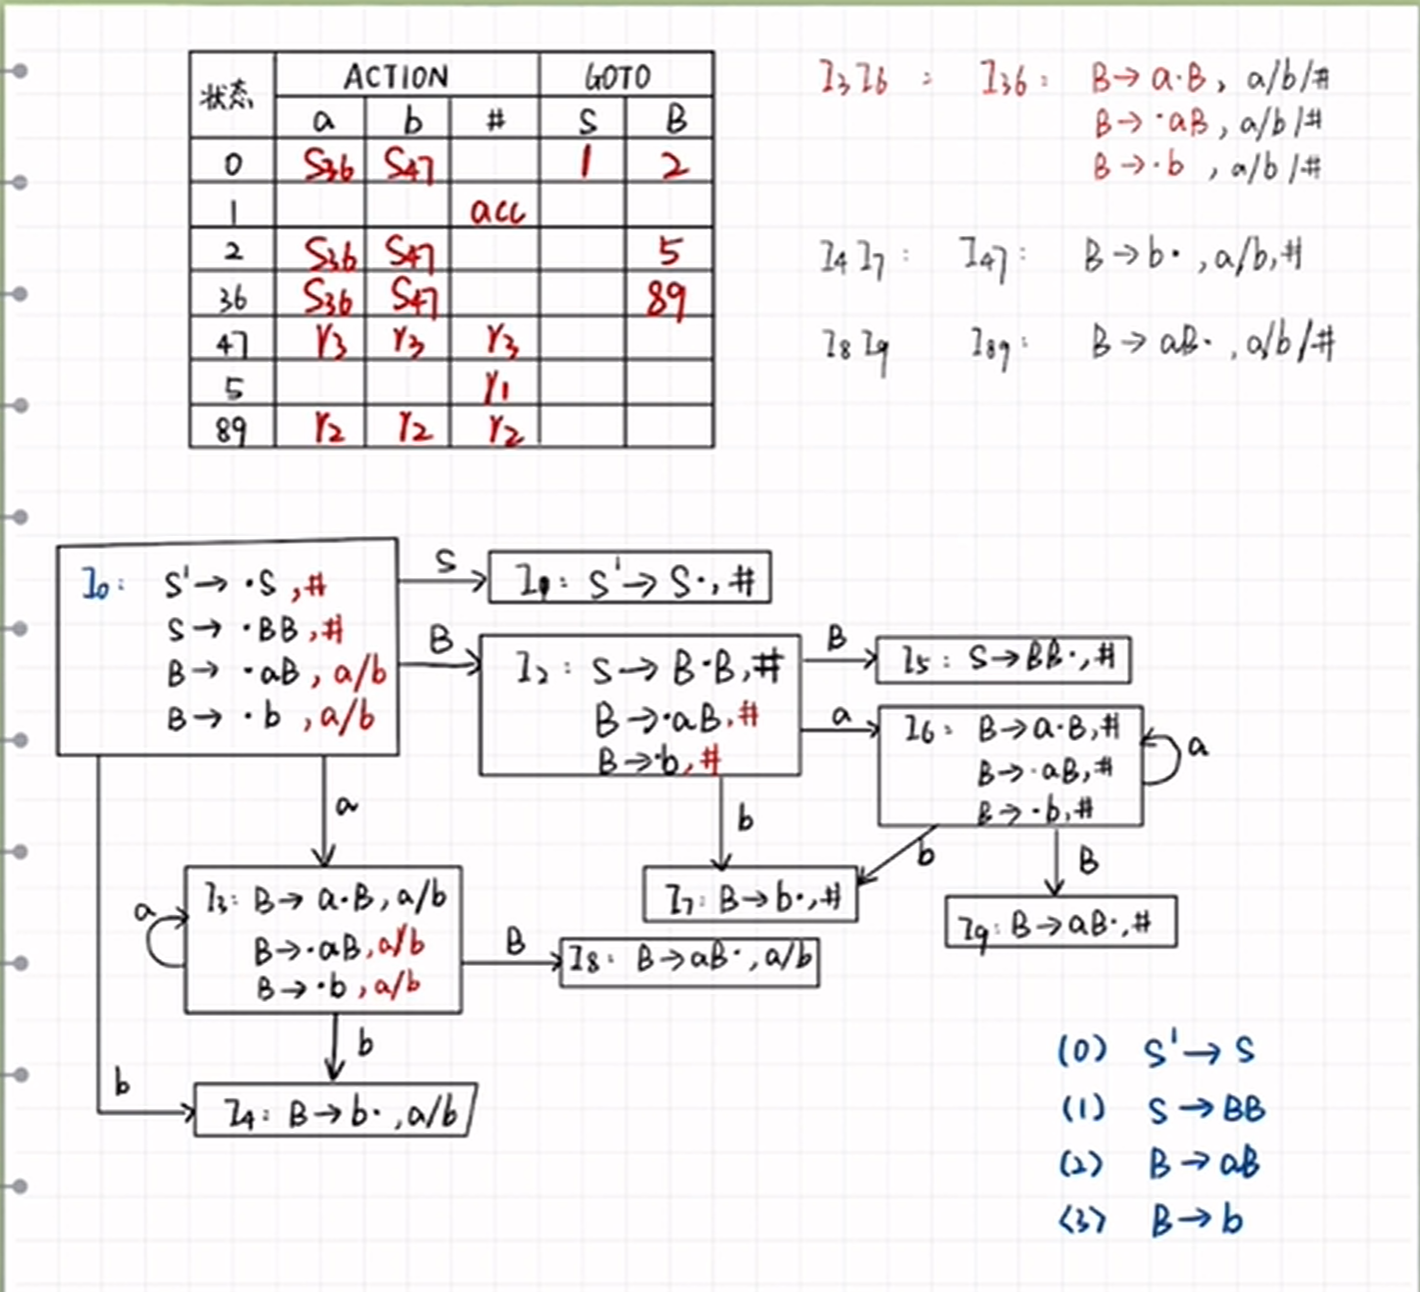 状态 ACTION GOTO
a b # S B
0 S36 S47 1 2
1 acc
2 S36 S47 5
36 S36 S47 89
47 r3 r3 r3
5 r1
89 r2 r2 r2
I3 I6 : I36: B→a·B, a/b/#
B→·aB, a/b/#
B→·b , a/b/#
I4 I7: I47: B→b· ,a/b,#
I8 I9 I89: B→aB· ,a/b/#
I0: S'→·S ,#
S→·BB ,#
B→·aB , a/b
B→·b ,a/b
S
I1: S'→S·,#
B
I2: S→B·B,#
B→·aB,#
B→·b,#
B
I5: S→BB·,#
a
I6: B→a·B,#
B→·aB,#
B→·b,#
a
a
b
b
B
I3: B→a·B, a/b
B→·aB,a/b
B→·b ,a/b
a
B
I7: B→b·,#
I8: B→aB·, a/b
I9: B→aB·,#
b
b
I4: B→b· ,a/b
(0) S'→S
(1) S→BB
(2) B→aB
(3) B→b